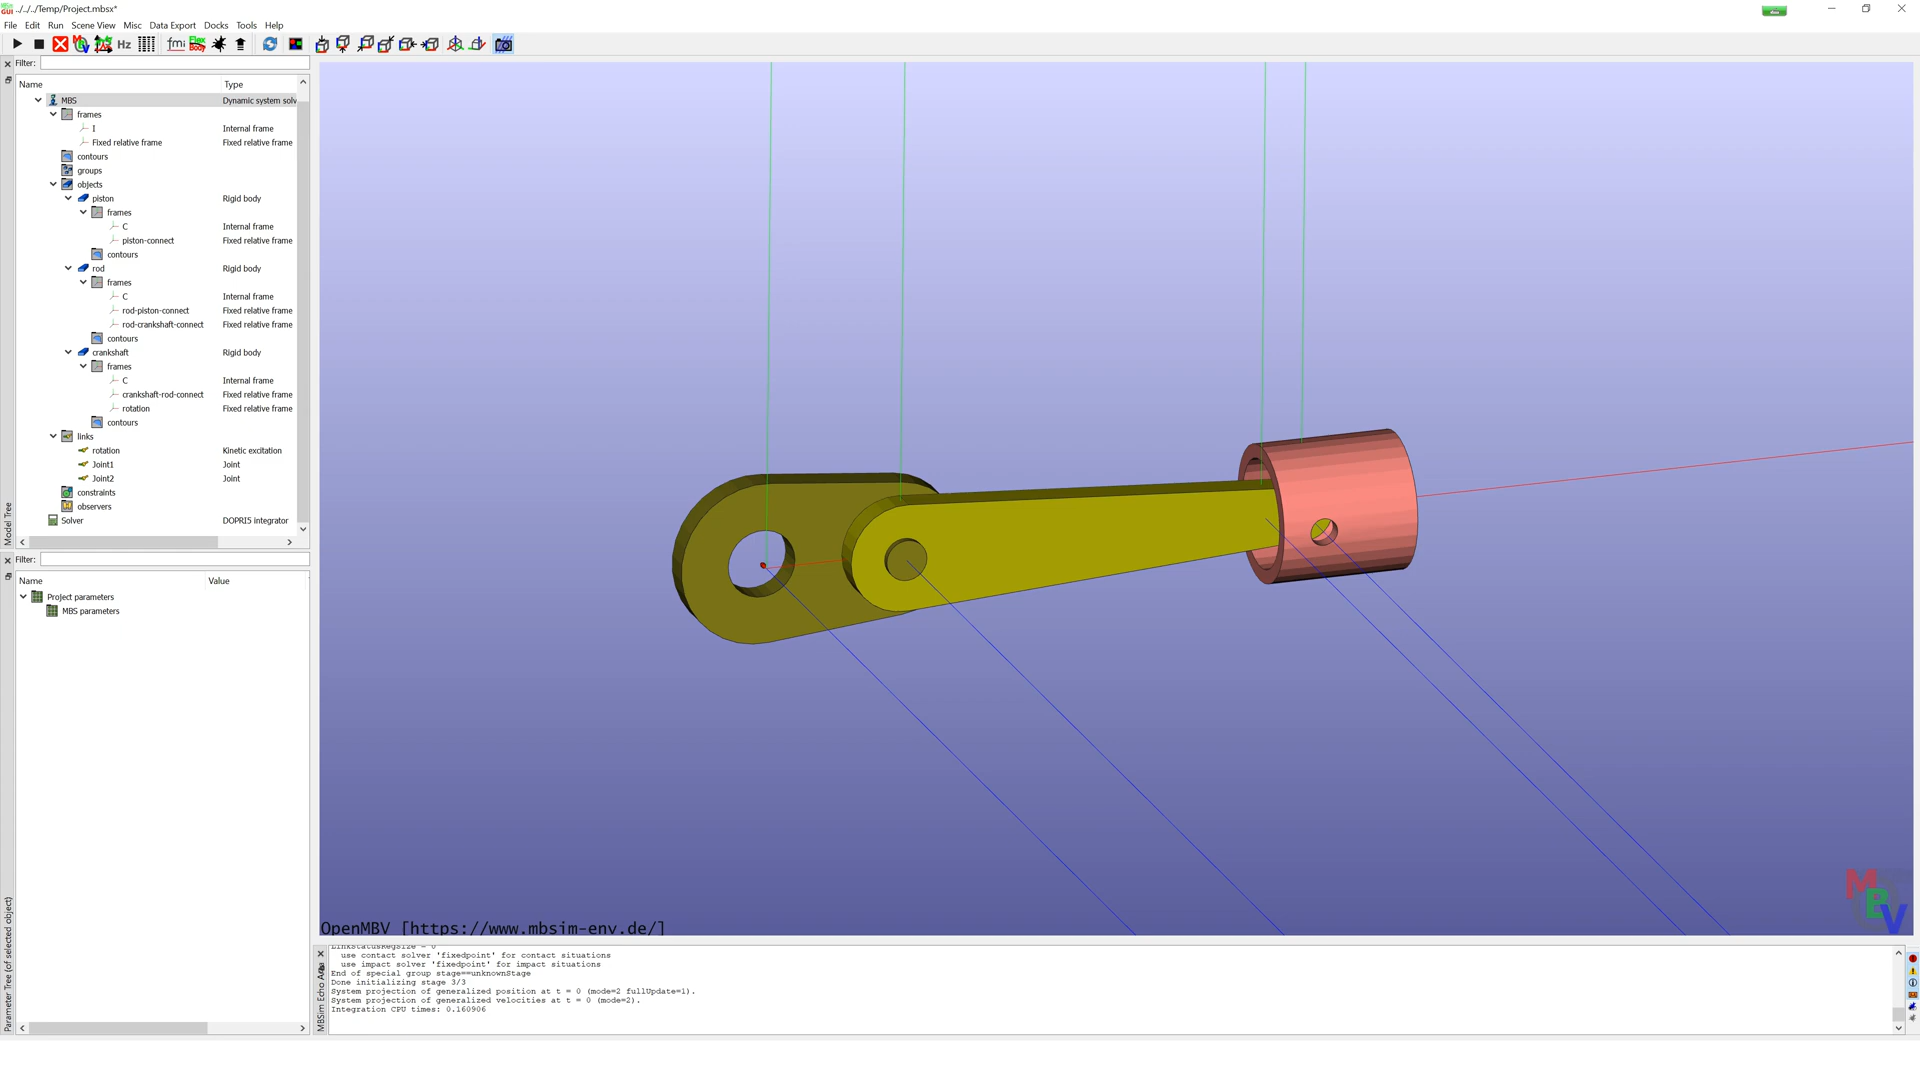 ../../../Temp/Project.mbsx*
File Edit Run Scene View Misc Data Export Docks Tools Help
Hz fmi Flex Body
Filter:
Name Type
MBS Dynamic system solv
frames
I Internal frame
Fixed relative frame Fixed relative frame
contours
groups
objects
piston Rigid body
frames
C Internal frame
piston-connect Fixed relative frame
contours
rod Rigid body
frames
C Internal frame
rod-piston-connect Fixed relative frame
rod-crankshaft-connect Fixed relative frame
contours
crankshaft Rigid body
frames
C Internal frame
crankshaft-rod-connect Fixed relative frame
rotation Fixed relative frame
contours
links
rotation Kinetic excitation
Joint1 Joint
Joint2 Joint
constraints
observers
Solver DOPRI5 integrator
Model Tree
Filter:
Name Value
Project parameters
MBS parameters
Parameter Tree (of selected object)
OpenMBV [https://www.mbsim-env.de/]
MBV
MBSim Echo Area
LinkStatusRegSize = 0
use contact solver 'fixedpoint' for contact situations
use impact solver 'fixedpoint' for impact situations
End of special group stage==unknownStage
Done initializing stage 3/3
System projection of generalized position at t = 0 (mode=2 fullUpdate=1).
System projection of generalized velocities at t = 0 (mode=2).
Integration CPU times: 0.160906